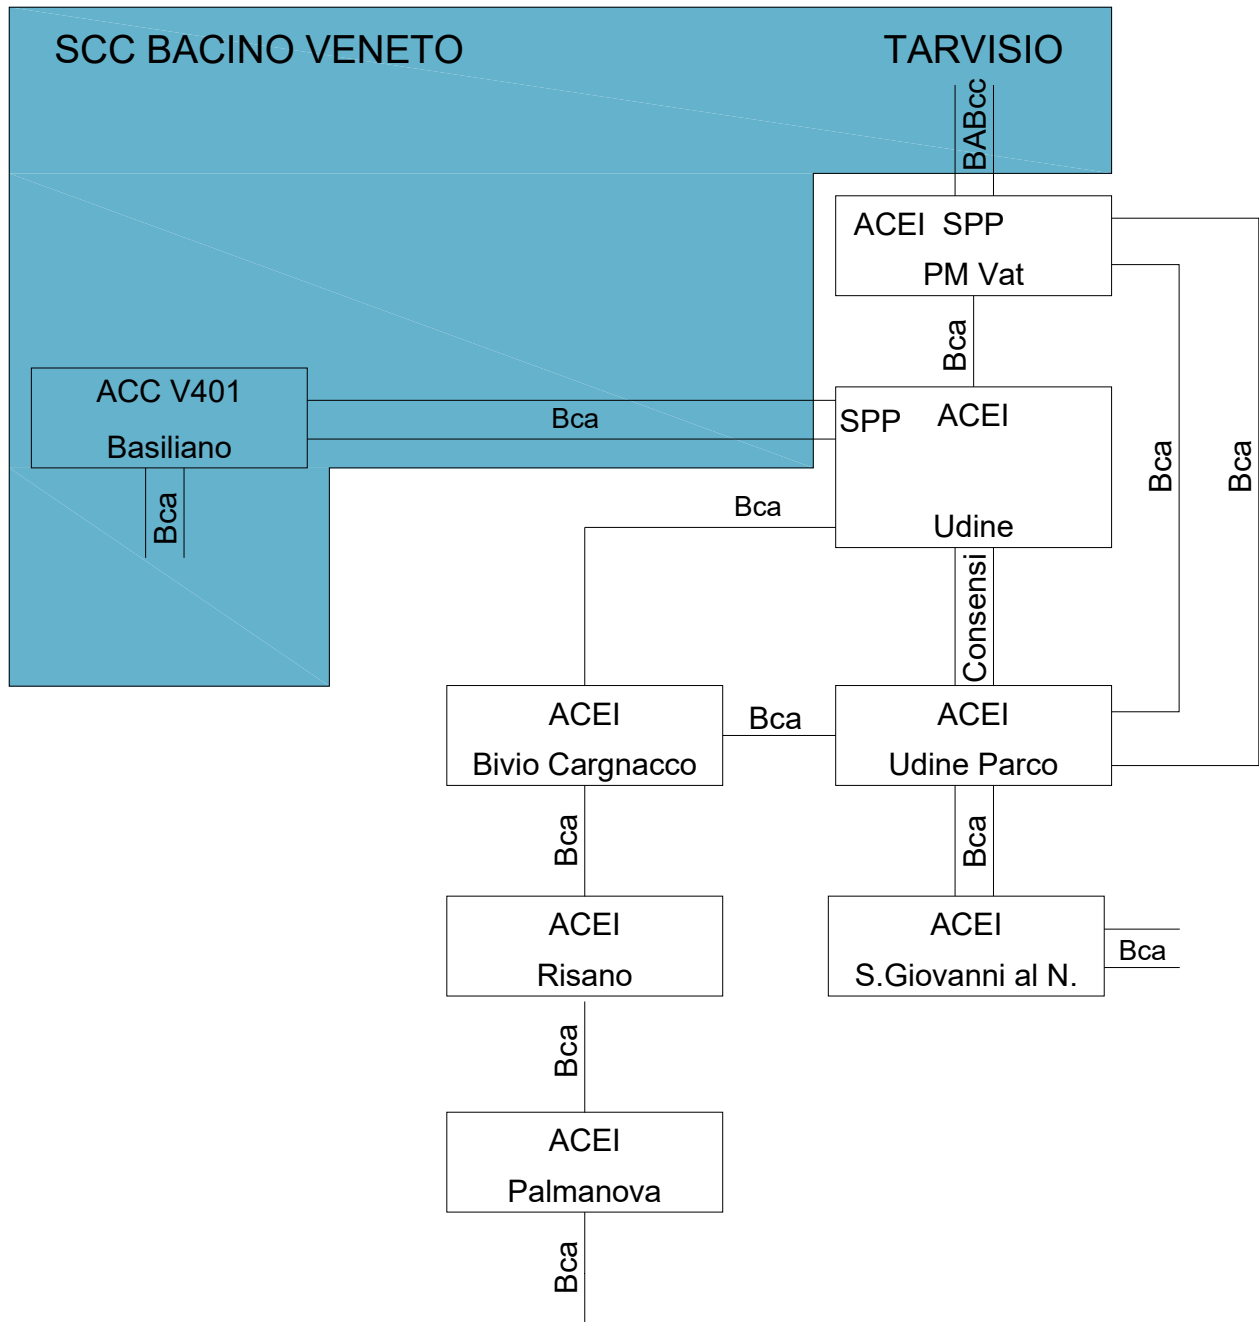 SCC BACINO VENETO
TARVISIO
BABcc
ACEI SPP
PM Vat
Bca
ACC V401
Basiliano
Bca
Bca
SPP
ACEI
Udine
Bca
Bca
Bca
Consensi
ACEI
Bivio Cargnacco
Bca
ACEI
Udine Parco
Bca
Bca
Bca
ACEI
Risano
ACEI
S.Giovanni al N.
Bca
Bca
ACEI
Palmanova
Bca